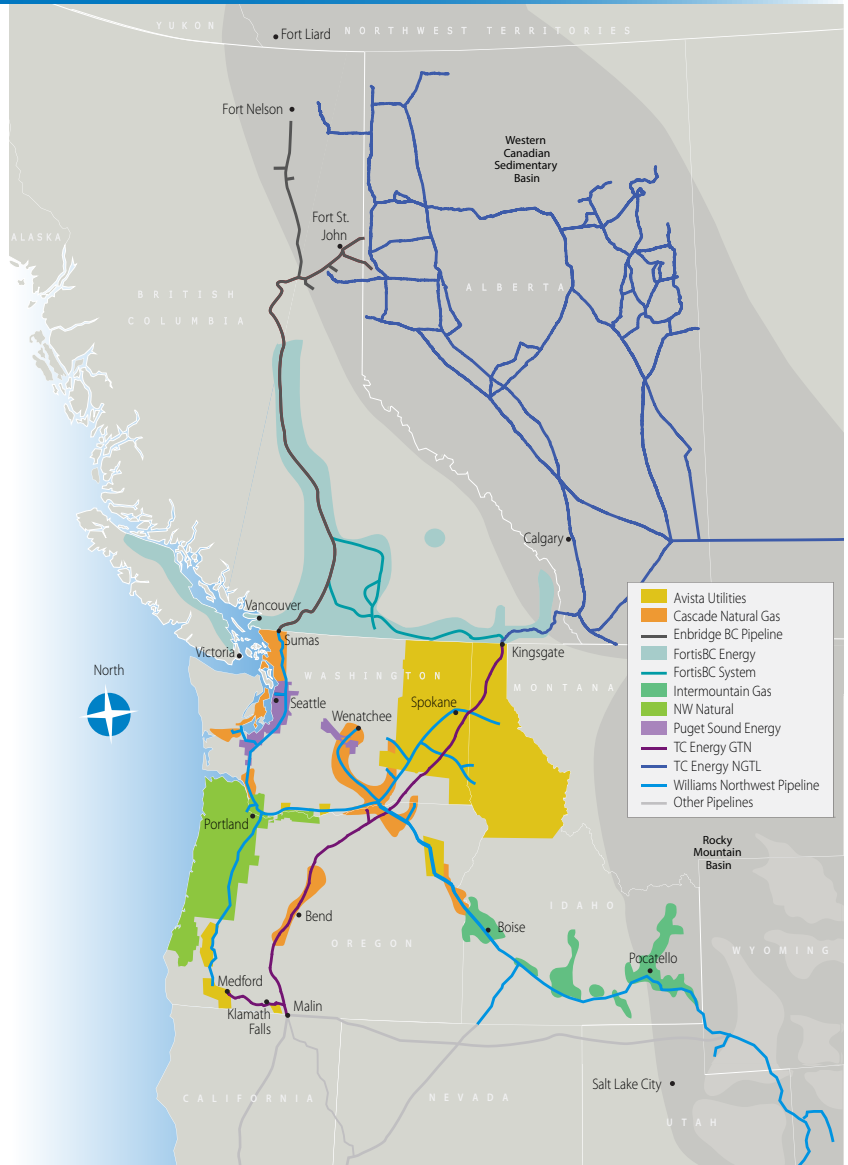 YUKON
Fort Liard
NORTHWEST TERRITORIES
Fort Nelson
Western
Canadian
Sedimentary
Basin
Fort St.
John
ALASKA
BRITISH
COLUMBIA
ALBERTA
Calgary
Vancouver
Sumas
Victoria
Kingsgate
North
WASHINGTON
MONTANA
Seattle
Spokane
Wenatchee
Portland
Avista Utilities
Cascade Natural Gas
Enbridge BC Pipeline
FortisBC Energy
FortisBC System
Intermountain Gas
NW Natural
Puget Sound Energy
TC Energy GTN
TC Energy NGTL
Williams Northwest Pipeline
Other Pipelines
Rocky
Mountain
Basin
Bend
OREGON
IDAHO
Boise
WYOMING
Pocatello
Medford
Klamath
Falls
Malin
Salt Lake City
CALIFORNIA
NEVADA
UTAH